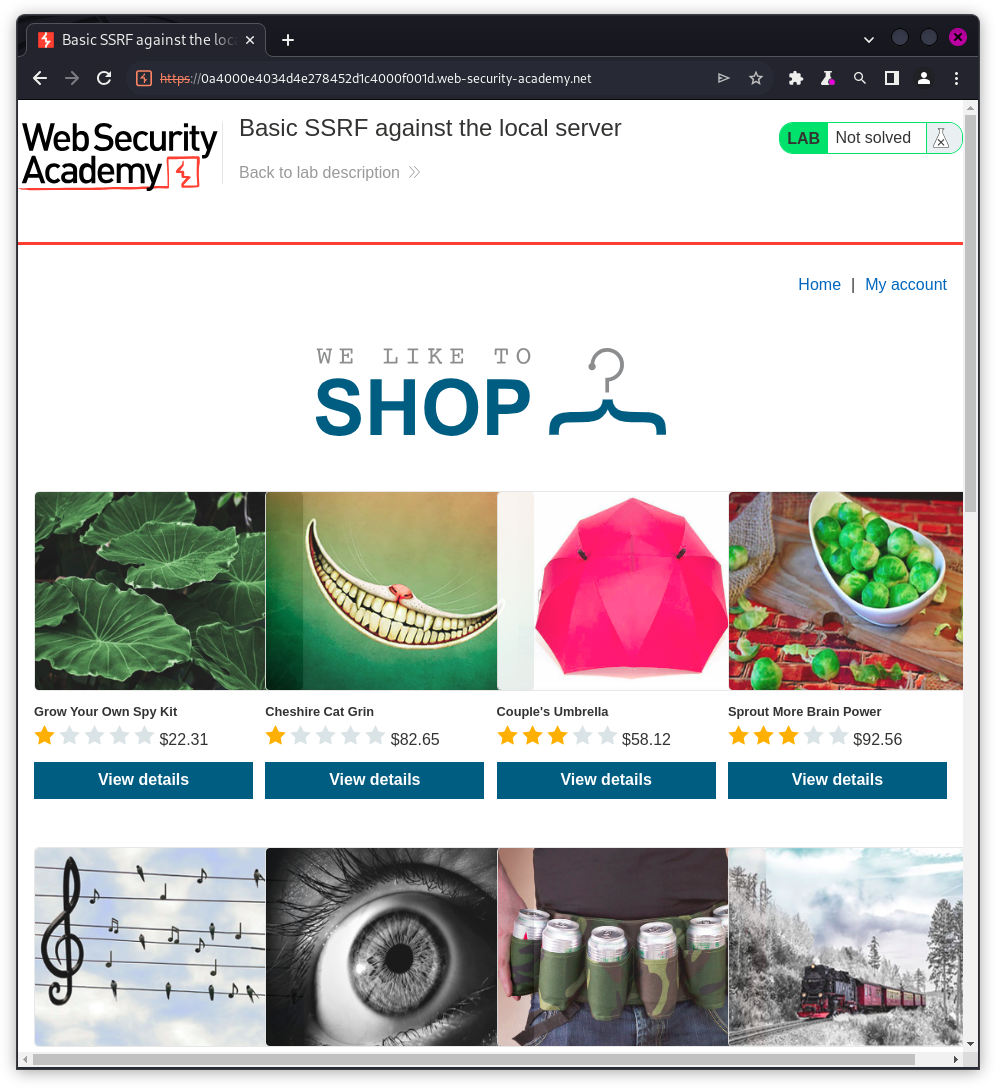 Basic SSRF against the loc
https://0a4000e4034d4e278452d1c4000f001d.web-security-academy.net
Web Security
Academy
Basic SSRF against the local server
Back to lab description
LAB Not solved
Home | My account
WE LIKE TO
SHOP
Grow Your Own Spy Kit
$22.31
View details
Cheshire Cat Grin
$82.65
View details
Couple's Umbrella
$58.12
View details
Sprout More Brain Power
$92.56
View details